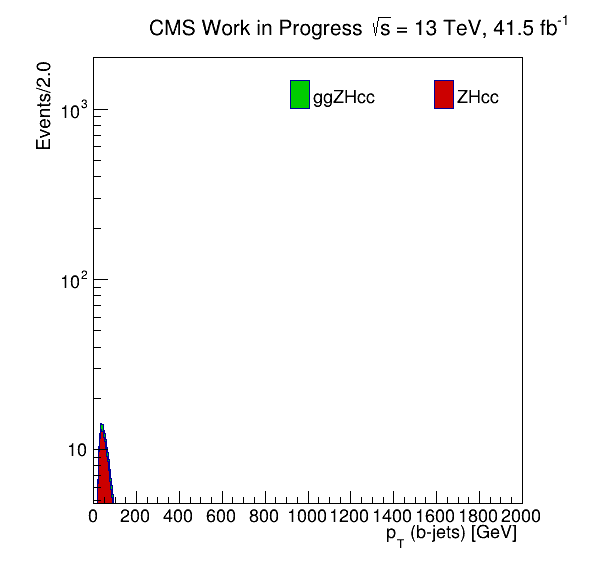 CMS Work in Progress √s = 13 TeV, 41.5 fb⁻¹
Events/2.0
ggZHcc ZHcc
10³
10²
10
0 200 400 600 800 1000 1200 1400 1600 1800 2000
p_T (b-jets) [GeV]